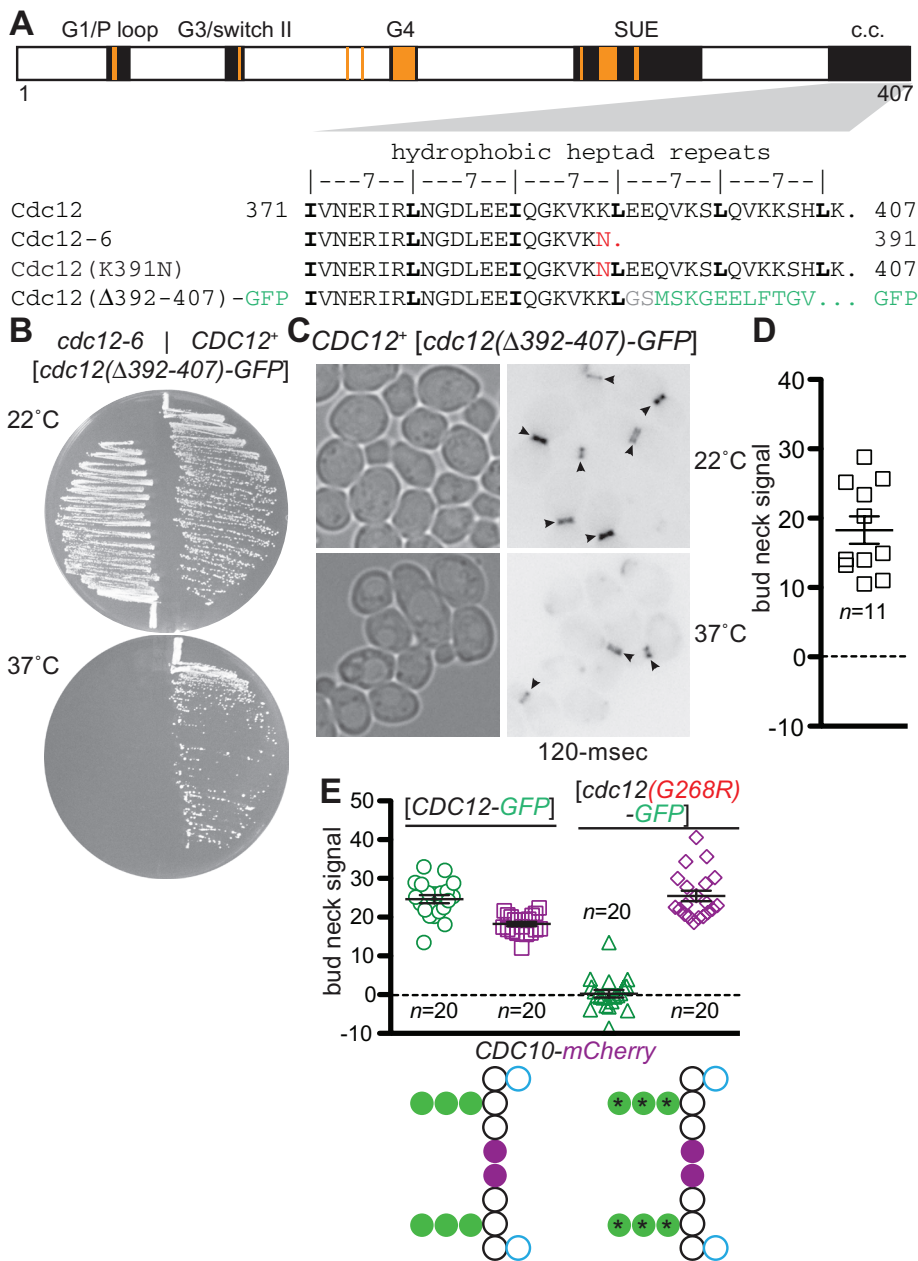 A
G1/P loop G3/switch II G4 SUE c.c.
1 407
hydrophobic heptad repeats
|---7--|---7--|---7--|---7--|---7--|
Cdc12 371 IVNERIRLNGDLEEIQGKVKKLEEQVKSLQVKKSHLK. 407
Cdc12-6 IVNERIRLNGDLEEIQGKVKN. 391
Cdc12(K391N) IVNERIRLNGDLEEIQGKVKNLEEQVKSLQVKKSHLK. 407
Cdc12(Δ392-407)-GFP IVNERIRLNGDLEEIQGKVKKLGSMSKGEELFTGV... GFP
B
cdc12-6 | CDC12+
[cdc12(Δ392-407)-GFP]
22˚C
37˚C
C
CDC12+ [cdc12(Δ392-407)-GFP]
22˚C
37˚C
120-msec
D
bud neck signal
40
30
20
10
0
-10
n=11
E
[CDC12-GFP]
[cdc12(G268R)
-GFP]
bud neck signal
50
40
30
20
10
0
-10
n=20
n=20 n=20 n=20
CDC10-mCherry
* * * 
* * *